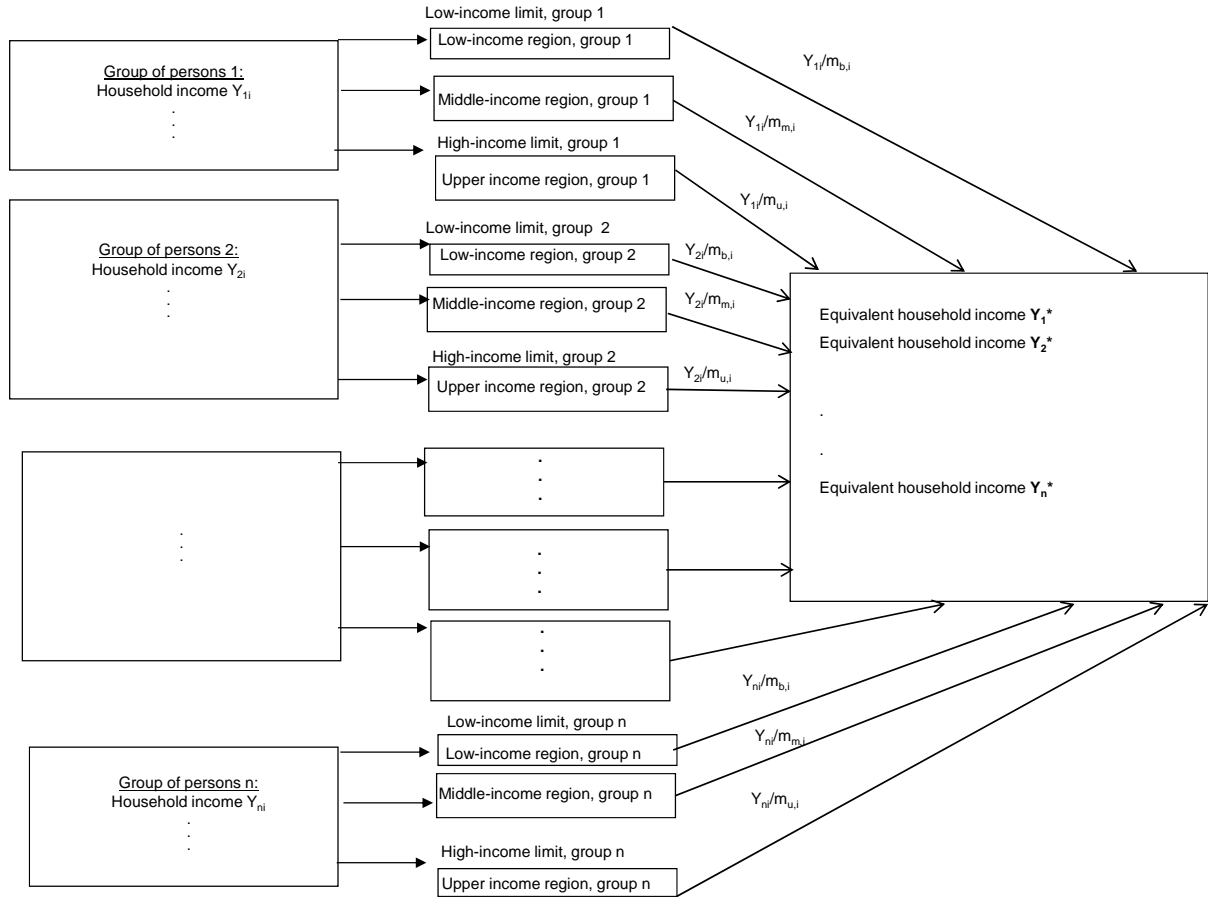 Low-income limit, group 1
Low-income region, group 1
Group of persons 1:
Household income Y1i
.
.
.
Middle-income region, group 1
High-income limit, group 1
Upper income region, group 1
Y1i/mb,i
Y1i/mm,i
Y1i/mu,i
Group of persons 2:
Household income Y2i
.
.
.
Low-income limit, group 2
Low-income region, group 2
Middle-income region, group 2
High-income limit, group 2
Upper income region, group 2
Y2i/mb,i
Y2i/mm,i
Y2i/mu,i
Equivalent household income Y1*
Equivalent household income Y2*
.
.
Equivalent household income Yn*
.
.
.
.
.
.
.
.
.
.
.
.
Group of persons n:
Household income Yni
.
.
.
Low-income limit, group n
Low-income region, group n
Middle-income region, group n
High-income limit, group n
Upper income region, group n
Yni/mb,i
Yni/mm,i
Yni/mu,i